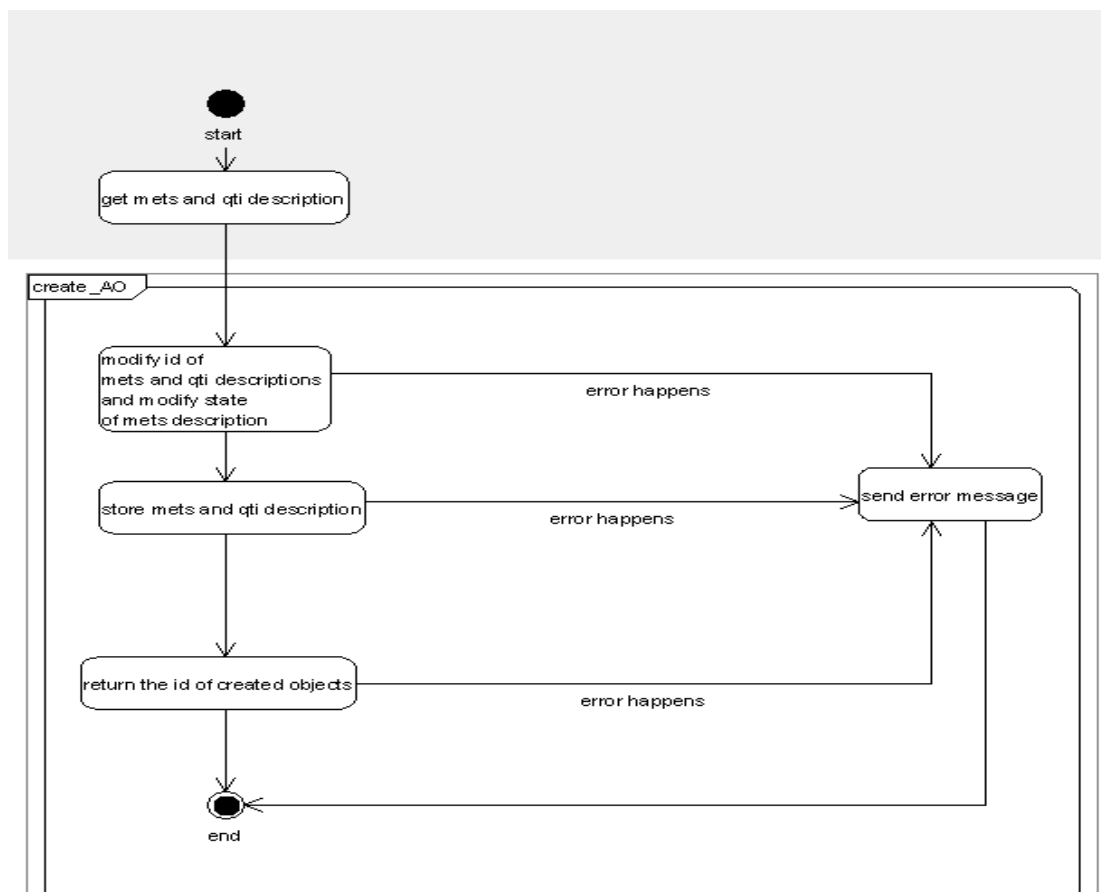 start
get mets and qti description
create_AO
modify id of
mets and qti descriptions
and modify state
of mets description
error happens
send error message
store mets and qti description
error happens
return the id of created objects
error happens
end